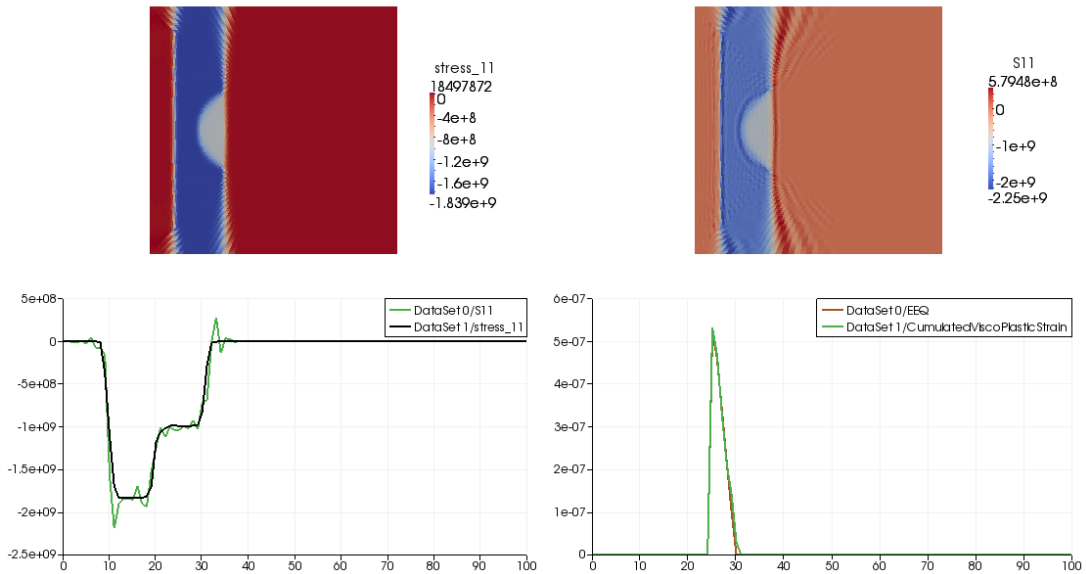 stress_11
18497872
0
-4e+8
-8e+8
-1.2e+9
-1.6e+9
-1.839e+9
S11
5.7948e+8
0
-1e+9
-2e+9
-2.25e+9
5e+08
0
-5e+08
-1e+09
-1.5e+09
-2e+09
-2.5e+09
0 10 20 30 40 50 60 70 80 90 100
DataSet 0/S11
DataSet 1/stress_11
6e-07
5e-07
4e-07
3e-07
2e-07
1e-07
0
0 10 20 30 40 50 60 70 80 90 100
DataSet 0/EEQ
DataSet 1/CumulatedViscoPlasticStrain